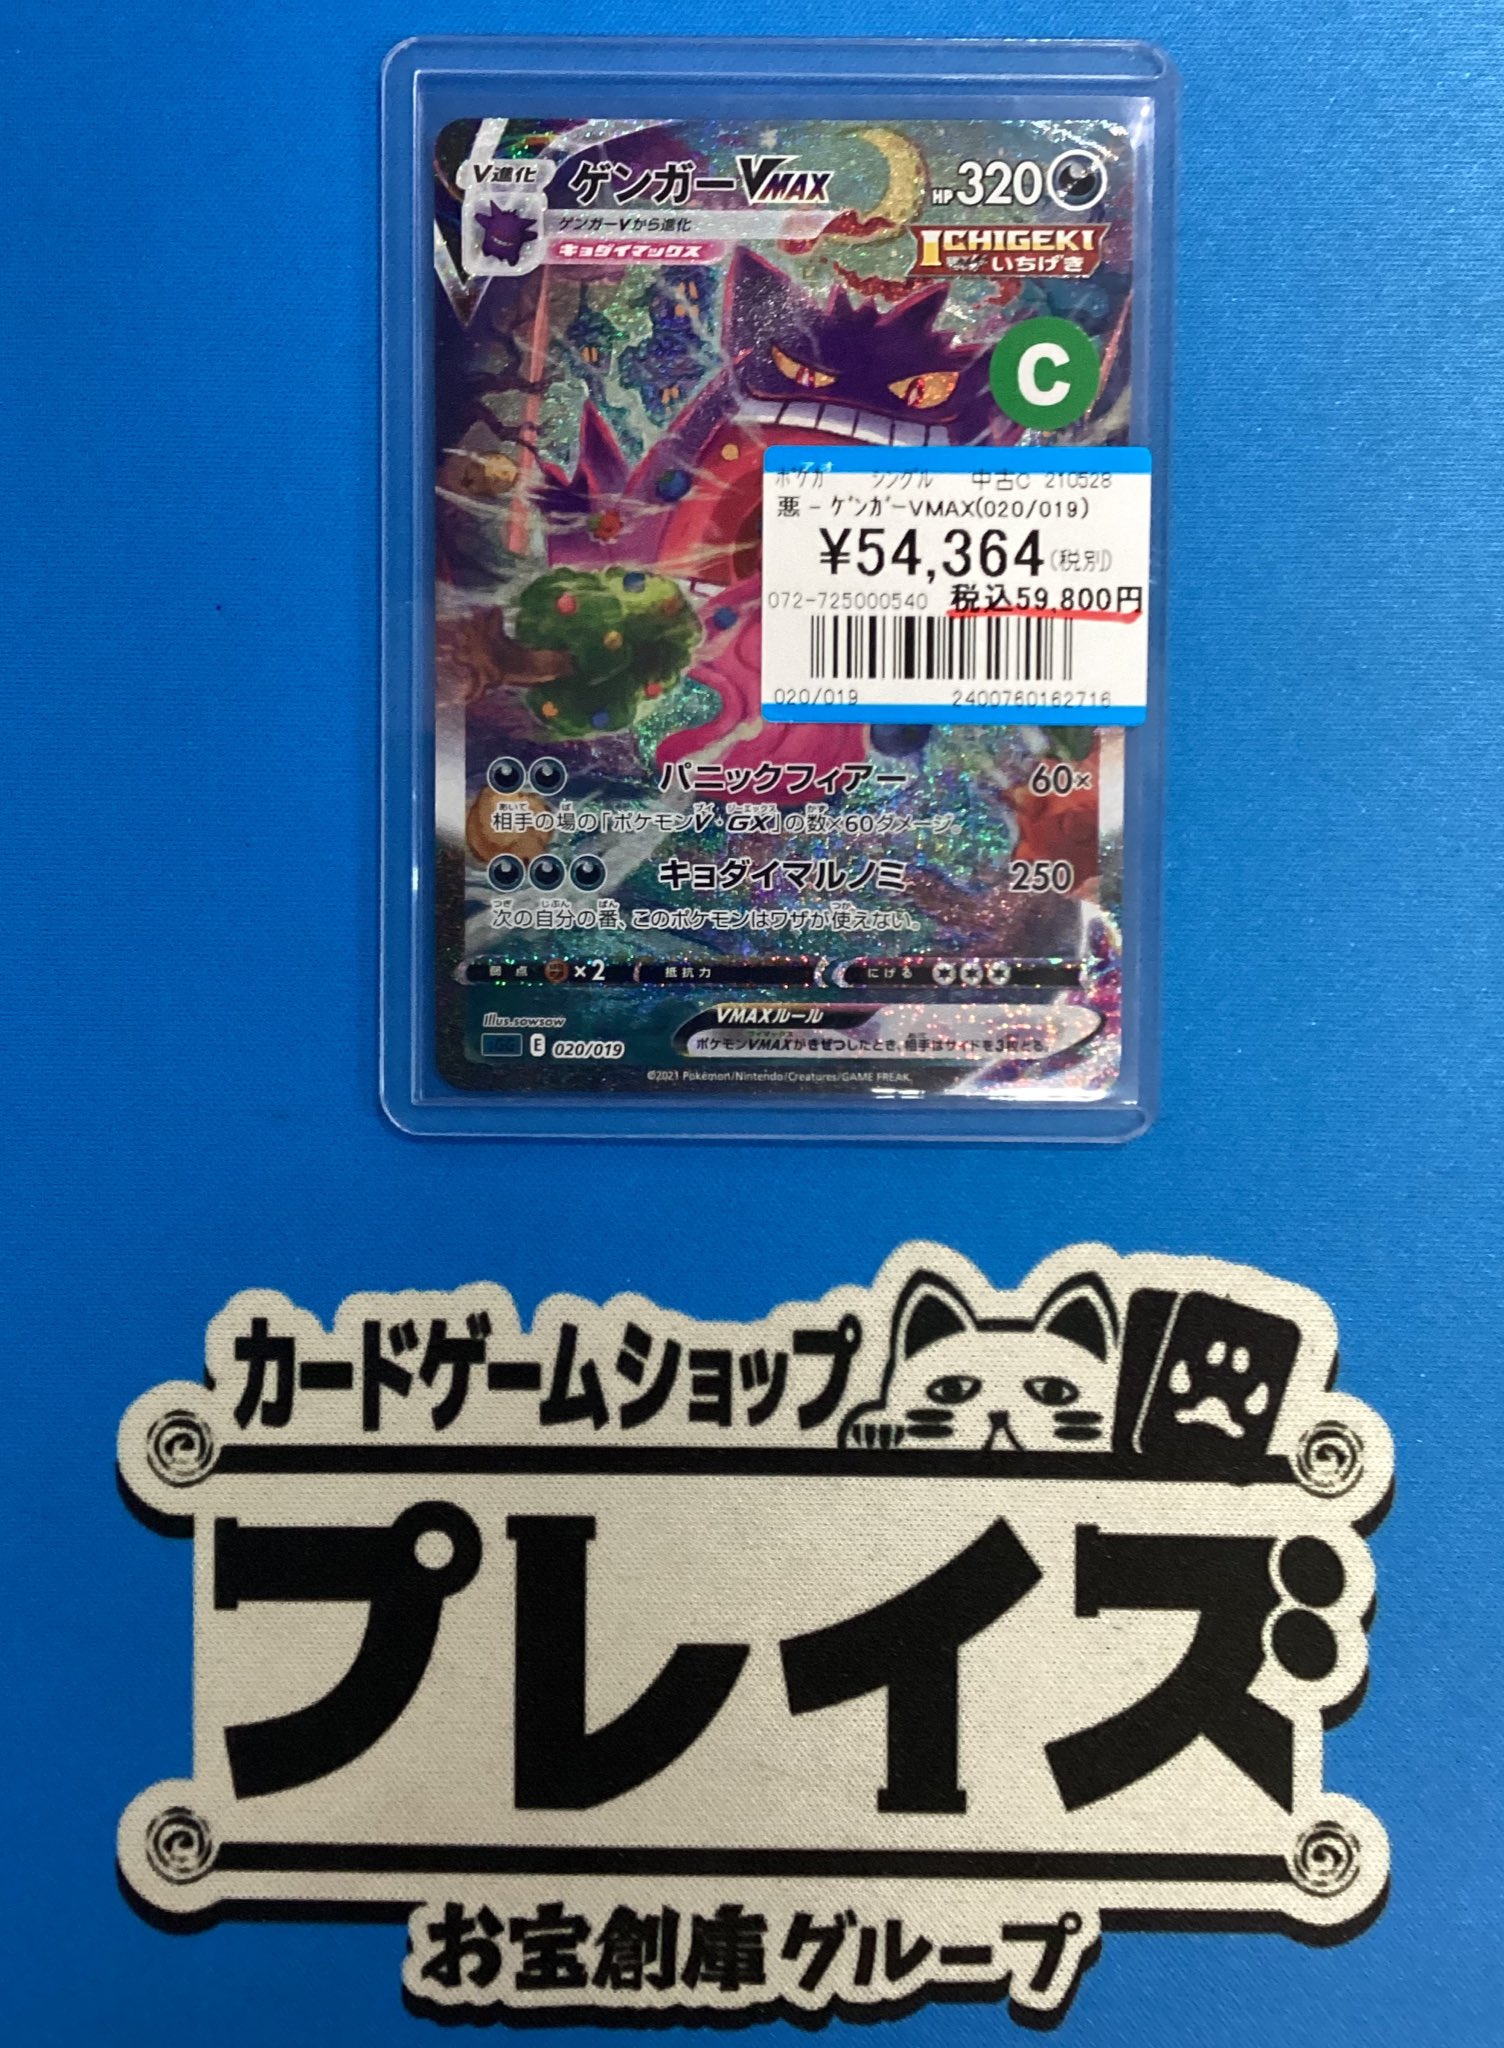 V進化 ゲンガーVMAX HP320
ゲンガーVから進化
キョダイマックス
ICHIGEKI
いちげき
C
ポケカ シングル 中古C 210528
悪 - ゲンガーVMAX(020/019)
¥54,364(税別)
072-725000540 税込59,800円
020/019 2400760162716
パニックフィアー 60×
相手の場の「ポケモンV・GX」の数×60ダメージ。
キョダイマルノミ 250
次の自分の番、このポケモンはワザが使えない。
弱点 ×2 抵抗力 にげる
VMAXルール
ポケモンVMAXがきぜつしたとき、相手はサイドを3枚とる。
Illus.sowsow
E 020/019
©2021 Pokémon/Nintendo/Creatures/GAME FREAK.
カードゲームショップ
プレイズ
お宝創庫グループ